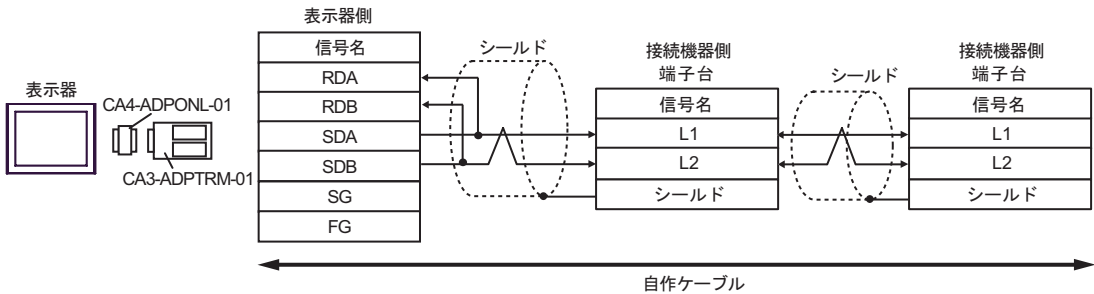 表示器
CA4-ADPONL-01
CA3-ADPTRM-01
表示器側
信号名
RDA
RDB
SDA
SDB
SG
FG
シールド
接続機器側
端子台
信号名
L1
L2
シールド
シールド
接続機器側
端子台
信号名
L1
L2
シールド
自作ケーブル